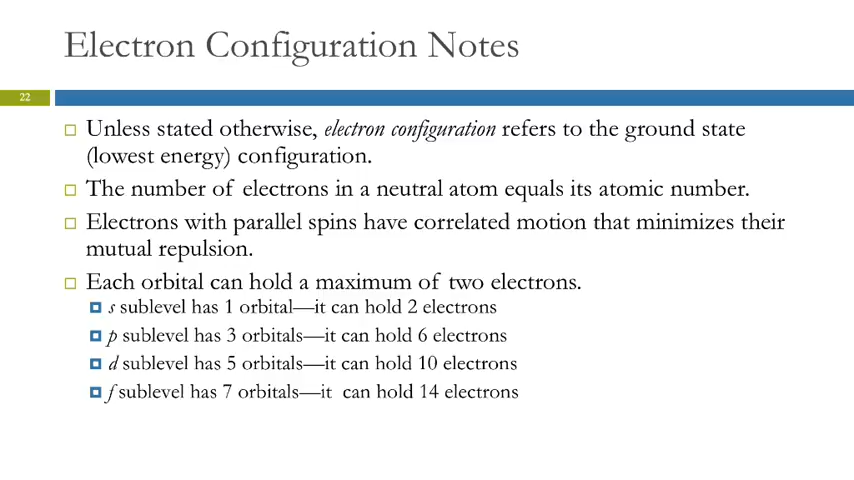 Electron Configuration Notes
22
Unless stated otherwise, electron configuration refers to the ground state
(lowest energy) configuration.
The number of electrons in a neutral atom equals its atomic number.
Electrons with parallel spins have correlated motion that minimizes their
mutual repulsion.
Each orbital can hold a maximum of two electrons.
s sublevel has 1 orbital—it can hold 2 electrons
p sublevel has 3 orbitals—it can hold 6 electrons
d sublevel has 5 orbitals—it can hold 10 electrons
f sublevel has 7 orbitals—it can hold 14 electrons